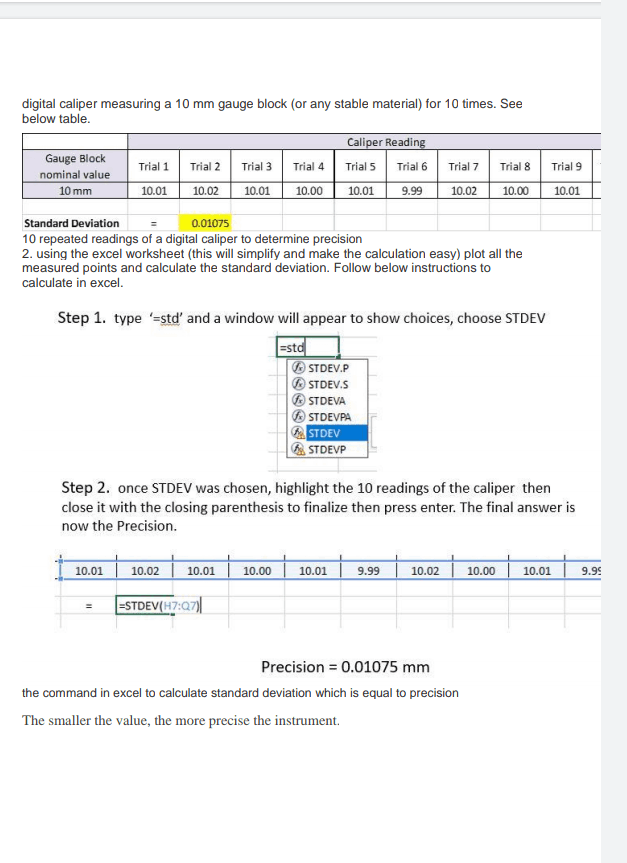 digital caliper measuring a 10 mm gauge block (or any stable material) for 10 times. See
below table.
Caliper Reading
Gauge Block
nominal value
Trial 1 Trial 2 Trial 3 Trial 4 Trial 5 Trial 6 Trial 7 Trial 8 Trial 9
10 mm 10.01 10.02 10.01 10.00 10.01 9.99 10.02 10.00 10.01
Standard Deviation = 0.01075
10 repeated readings of a digital caliper to determine precision
2. using the excel worksheet (this will simplify and make the calculation easy) plot all the
measured points and calculate the standard deviation. Follow below instructions to
calculate in excel.
Step 1. type ‘=std’ and a window will appear to show choices, choose STDEV
=std
STDEV.P
STDEV.S
STDEVA
STDEVPA
STDEV
STDEVP
Step 2. once STDEV was chosen, highlight the 10 readings of the caliper then
close it with the closing parenthesis to finalize then press enter. The final answer is
now the Precision.
10.01 10.02 10.01 10.00 10.01 9.99 10.02 10.00 10.01 9.99
= =STDEV(H7:Q7)
Precision = 0.01075 mm
the command in excel to calculate standard deviation which is equal to precision
The smaller the value, the more precise the instrument.